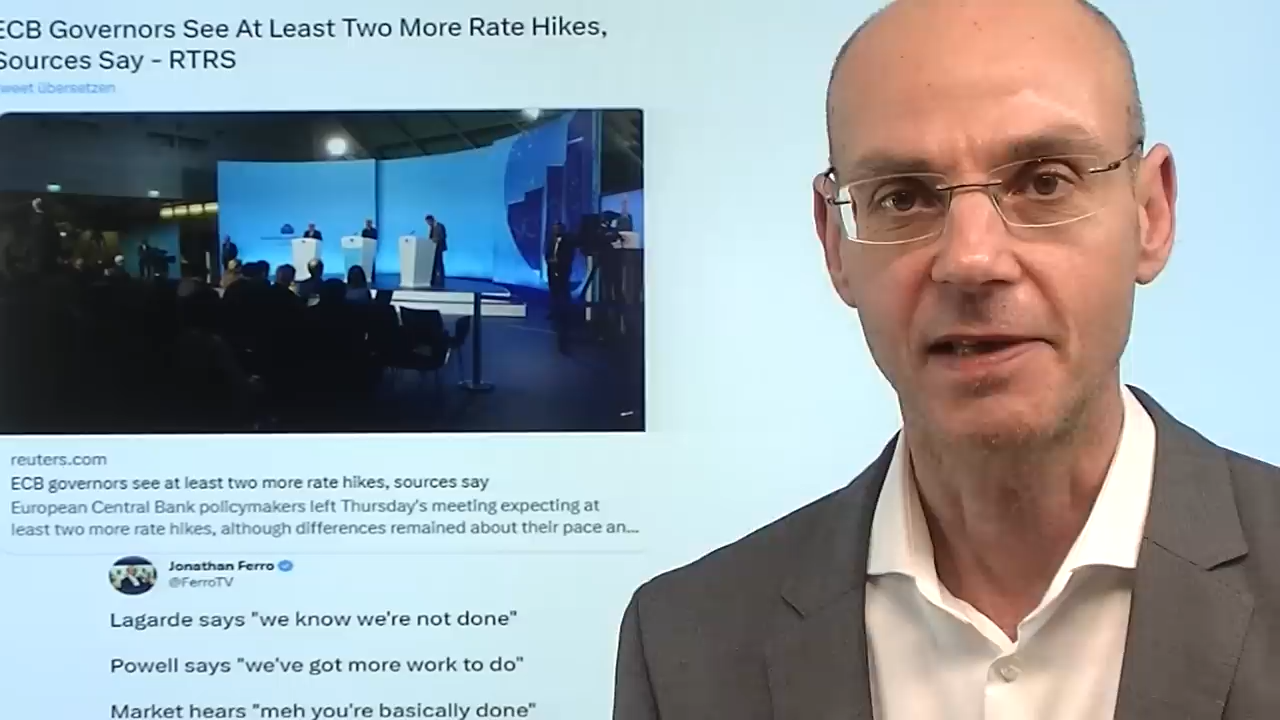 ECB Governors See At Least Two More Rate Hikes,
Sources Say - RTRS
Tweet übersetzen
reuters.com
ECB governors see at least two more rate hikes, sources say
European Central Bank policymakers left Thursday's meeting expecting at
least two more rate hikes, although differences remained about their pace an...
Jonathan Ferro
@FerroTV
Lagarde says "we know we're not done"
Powell says "we've got more work to do"
Market hears "meh you're basically done"